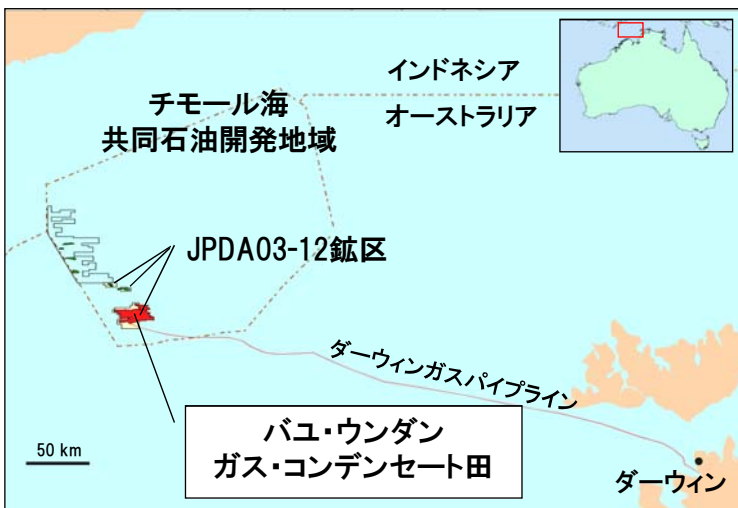 インドネシア
オーストラリア
チモール海
共同石油開発地域
JPDA03-12鉱区
ダーウィンガスパイプライン
バユ・ウンダン
ガス・コンデンセート田
50 km
ダーウィン